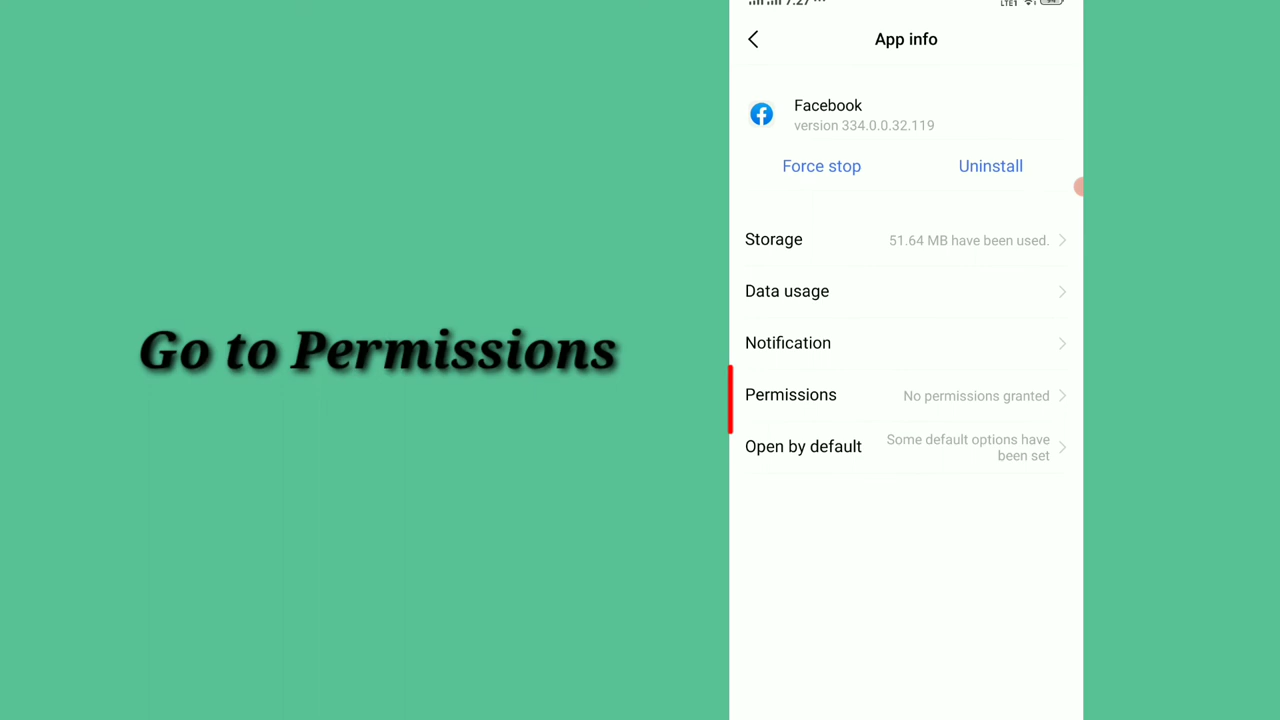 Go to Permissions
App info
Facebook
version 334.0.0.32.119
Force stop
Uninstall
Storage
51.64 MB have been used.
Data usage
Notification
Permissions
No permissions granted
Open by default
Some default options have
been set